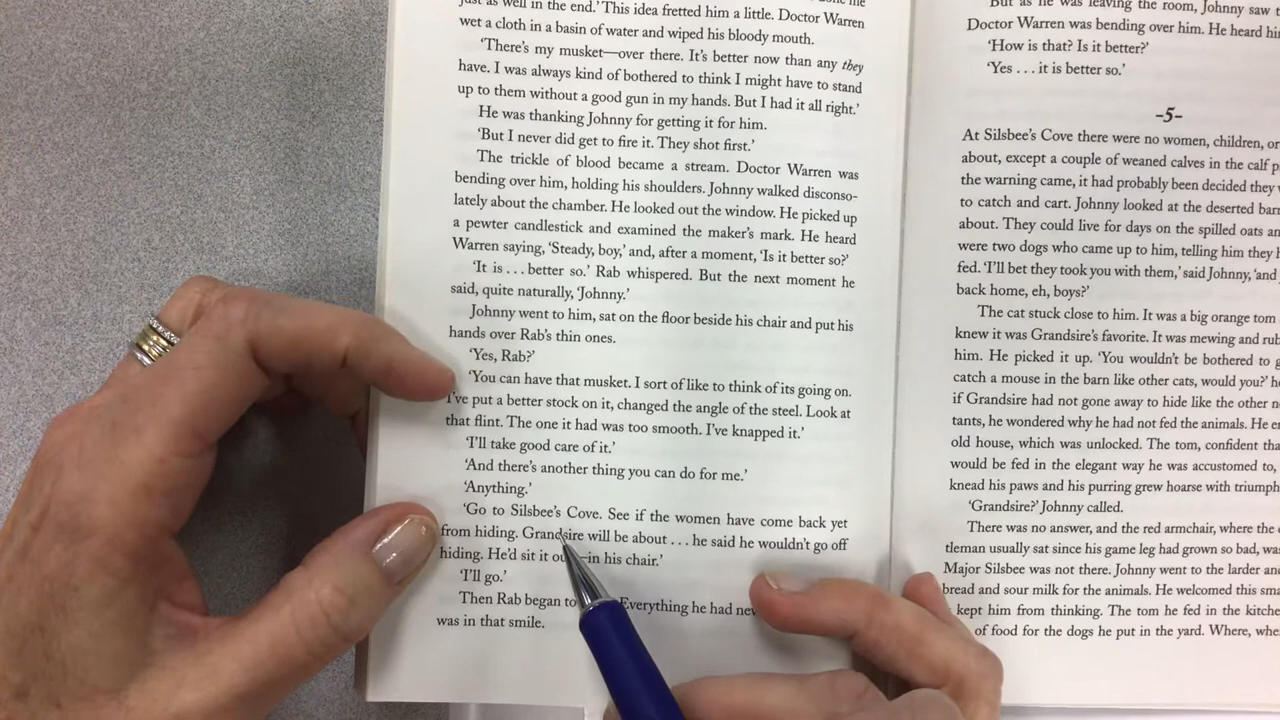 just as well in the end.' This idea fretted him a little. Doctor Warren
wet a cloth in a basin of water and wiped his bloody mouth.
'There's my musket—over there. It's better now than any they
have. I was always kind of bothered to think I might have to stand
up to them without a good gun in my hands. But I had it all right.'
He was thanking Johnny for getting it for him.
'But I never did get to fire it. They shot first.'
The trickle of blood became a stream. Doctor Warren was
bending over him, holding his shoulders. Johnny walked disconso-
lately about the chamber. He looked out the window. He picked up
a pewter candlestick and examined the maker's mark. He heard
Warren saying, 'Steady, boy,' and, after a moment, 'Is it better so?'
'It is . . . better so.' Rab whispered. But the next moment he
said, quite naturally, 'Johnny.'
Johnny went to him, sat on the floor beside his chair and put his
hands over Rab's thin ones.
'Yes, Rab?'
'You can have that musket. I sort of like to think of its going on.
I've put a better stock on it, changed the angle of the steel. Look at
that flint. The one it had was too smooth. I've knapped it.'
'I'll take good care of it.'
'And there's another thing you can do for me.'
'Anything.'
'Go to Silsbee's Cove. See if the women have come back yet
from hiding. Grandsire will be about . . . he said he wouldn't go off
hiding. He'd sit it —in his chair.'
'I'll go.'
Then Rab began to Everything he had
was in that smile.
But as he was leaving the room, Johnny saw
Doctor Warren was bending over him. He heard
'How is that? Is it better?'
'Yes . . . it is better so.'
-5-
At Silsbee's Cove there were no women, children, or
about, except a couple of weaned calves in the calf
the warning came, it had probably been decided they
to catch and cart. Johnny looked at the deserted
about. They could live for days on the spilled oats
were two dogs who came up to him, telling him they
fed. 'I'll bet they took you with them,' said Johnny, 'and
back home, eh, boys?'
The cat stuck close to him. It was a big orange tom
knew it was Grandsire's favorite. It was mewing and
him. He picked it up. 'You wouldn't be bothered to
catch a mouse in the barn like other cats, would you?'
if Grandsire had not gone away to hide like the other
tants, he wondered why he had not fed the animals. He
old house, which was unlocked. The tom, confident
would be fed in the elegant way he was accustomed to,
knead his paws and his purring grew hoarse with
'Grandsire?' Johnny called.
There was no answer, and the red armchair, where the
tleman usually sat since his game leg had grown so bad,
Major Silsbee was not there. Johnny went to the larder
bread and sour milk for the animals. He welcomed this
kept him from thinking. The tom he fed in the
of food for the dogs he put in the yard. Where,